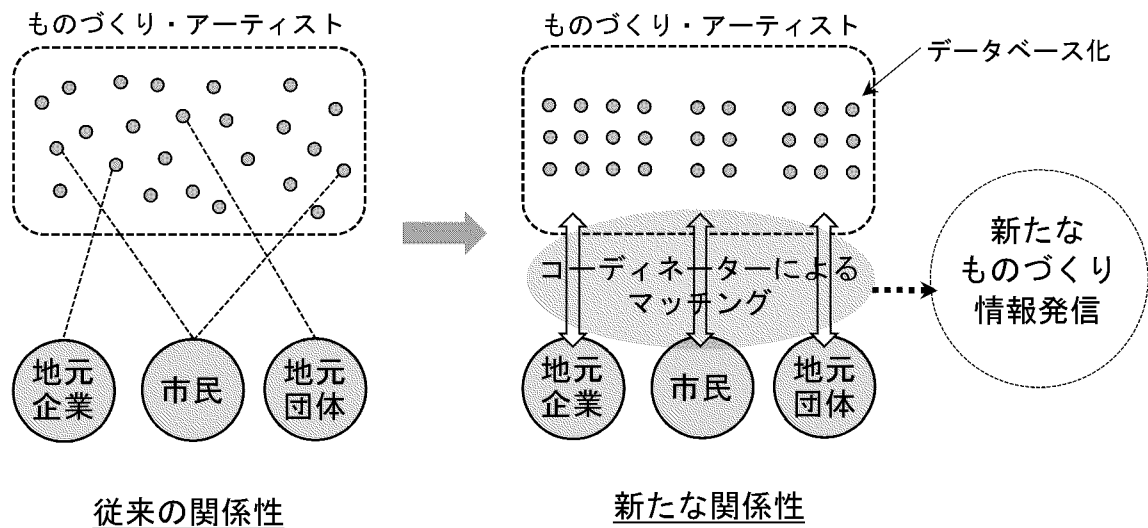 ものづくり・アーティスト
地元
企業
市民
地元
団体
従来の関係性
ものづくり・アーティスト
データベース化
コーディネーターによる
マッチング
新たな
ものづくり
情報発信
地元
企業
市民
地元
団体
新たな関係性